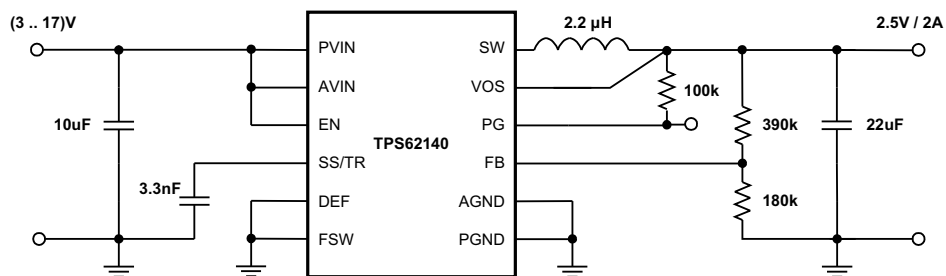 (3 .. 17)V
2.2 µH
2.5V / 2A
PVIN
SW
AVIN
VOS
100k
10uF
EN
PG
390k
22uF
TPS62140
SS/TR
FB
3.3nF
180k
DEF
AGND
FSW
PGND